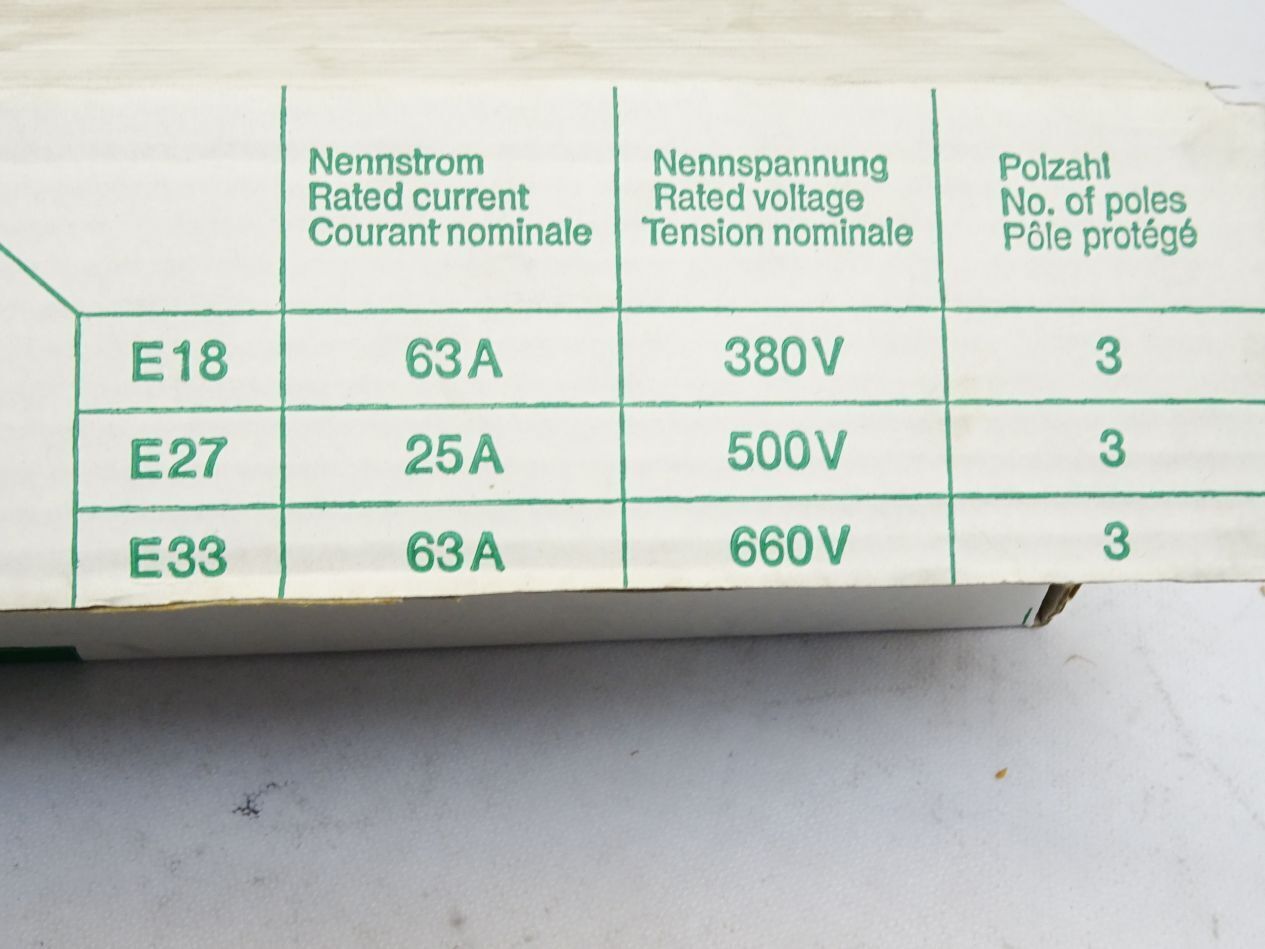 Nennstrom
Rated current
Courant nominale
Nennspannung
Rated voltage
Tension nominale
Polzahl
No. of poles
Pôle protégé
E18 63A 380V 3
E27 25A 500V 3
E33 63A 660V 3